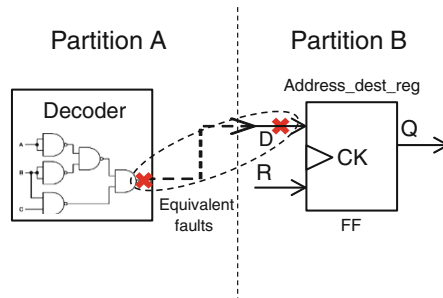 Partition A
Partition B
Address_dest_reg
Decoder
A
B
C
D
Q
CK
R
Equivalent
faults
FF